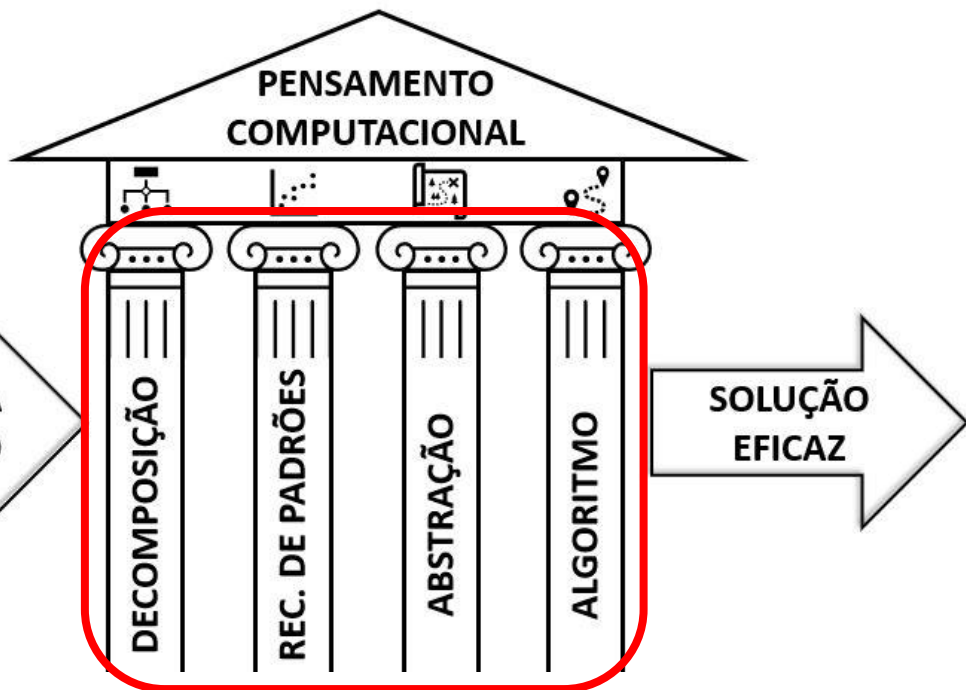 PENSAMENTO
COMPUTACIONAL
DECOMPOSIÇÃO
REC. DE PADRÕES
ABSTRAÇÃO
ALGORITMO
SOLUÇÃO
EFICAZ